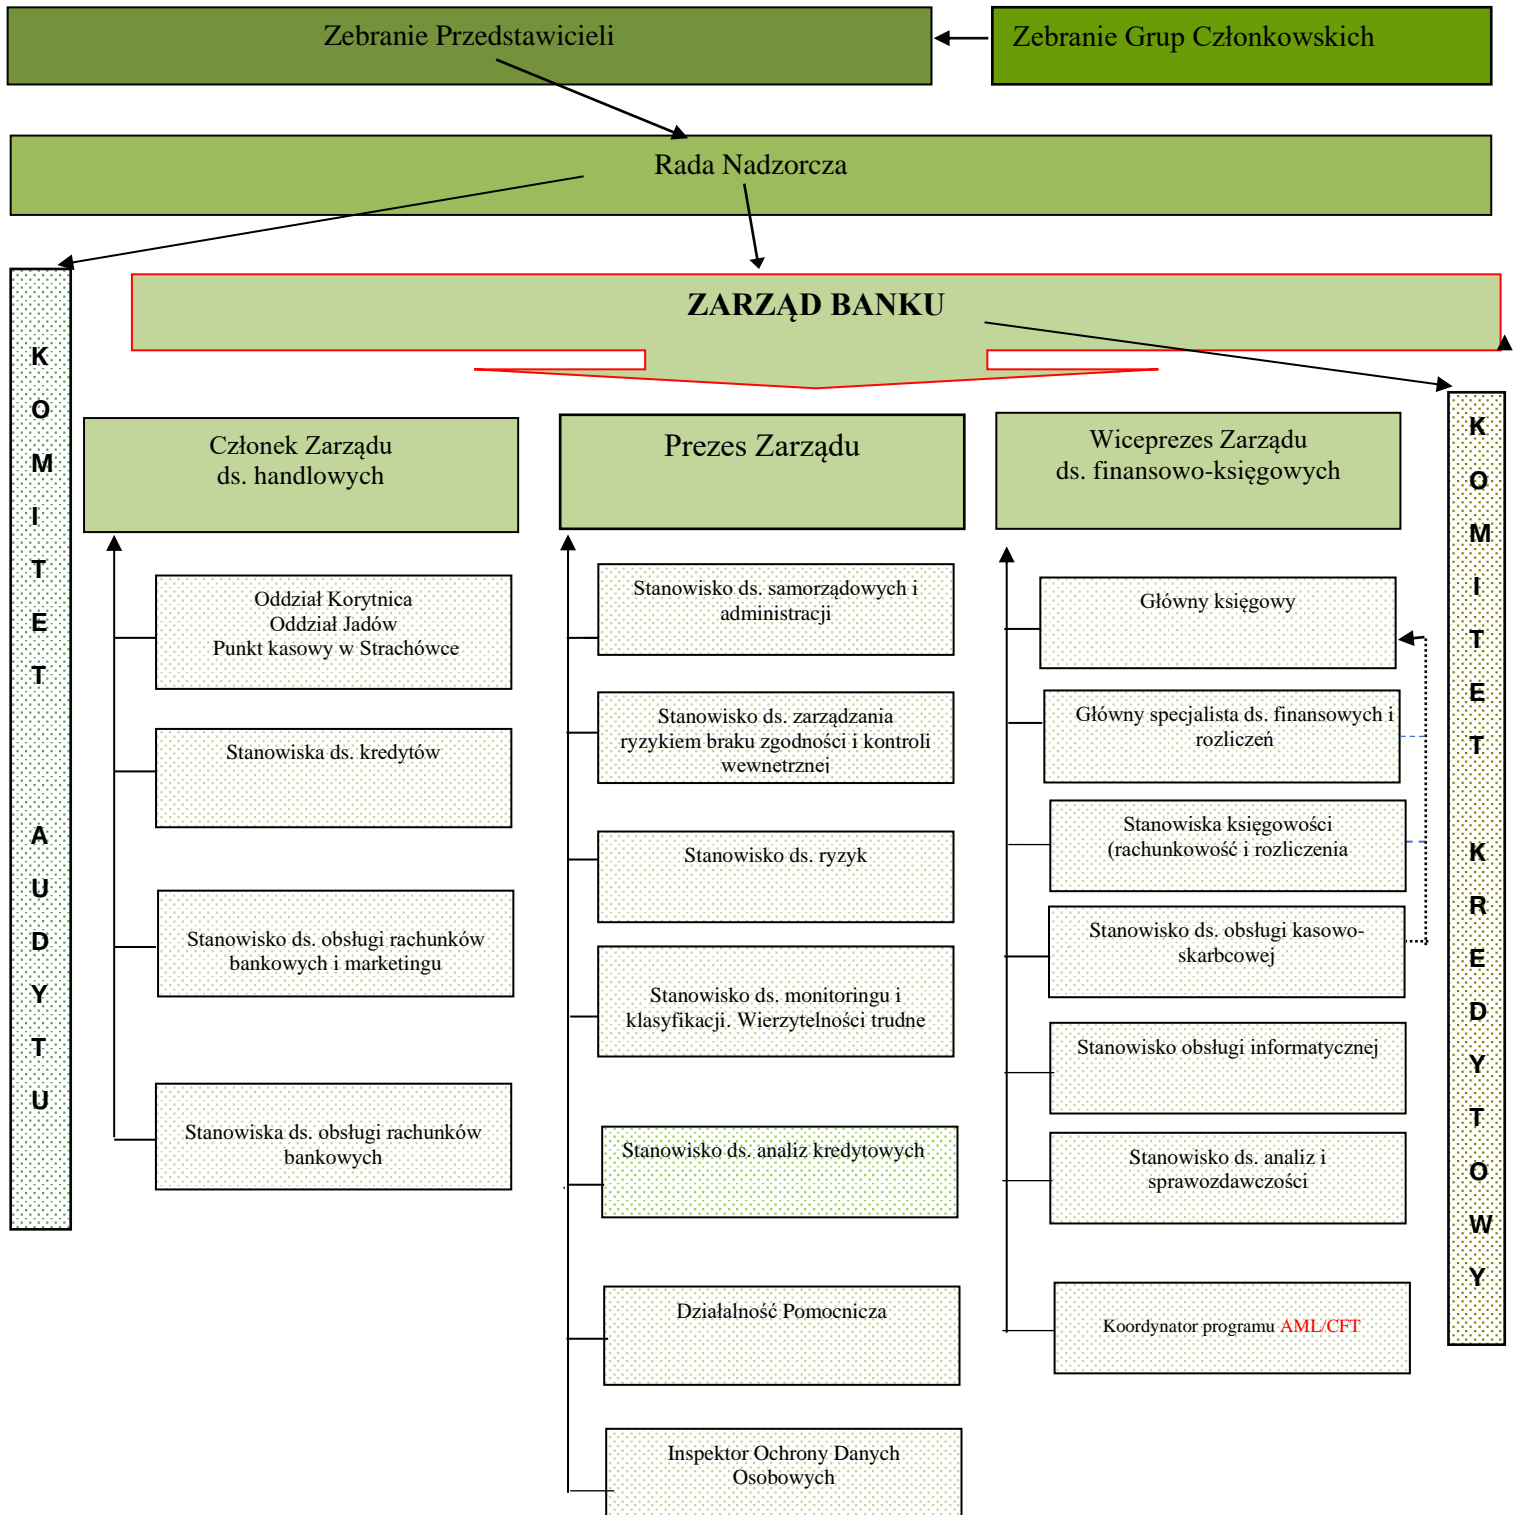 Zebranie Przedstawicieli
Zebranie Grup Członkowskich
Rada Nadzorcza
ZARZĄD BANKU
KOMITET AUDYTU
Członek Zarządu
ds. handlowych
Oddział Korytnica
Oddział Jadów
Punkt kasowy w Strachówce
Stanowiska ds. kredytów
Stanowisko ds. obsługi rachunków
bankowych i marketingu
Stanowiska ds. obsługi rachunków
bankowych
Prezes Zarządu
Stanowisko ds. samorządowych i
administracji
Stanowisko ds. zarządzania
ryzykiem braku zgodności i kontroli
wewnetrznej
Stanowisko ds. ryzyk
Stanowisko ds. monitoringu i
klasyfikacji. Wierzytelności trudne
Stanowisko ds. analiz kredytowych
Działalność Pomocnicza
Inspektor Ochrony Danych
Osobowych
Wiceprezes Zarządu
ds. finansowo-księgowych
Główny księgowy
Główny specjalista ds. finansowych i
rozliczeń
Stanowiska księgowości
(rachunkowość i rozliczenia
Stanowisko ds. obsługi kasowo-
skarbcowej
Stanowisko obsługi informatycznej
Stanowisko ds. analiz i
sprawozdawczości
Koordynator programu AML/CFT
KOMITET KREDYTOWY